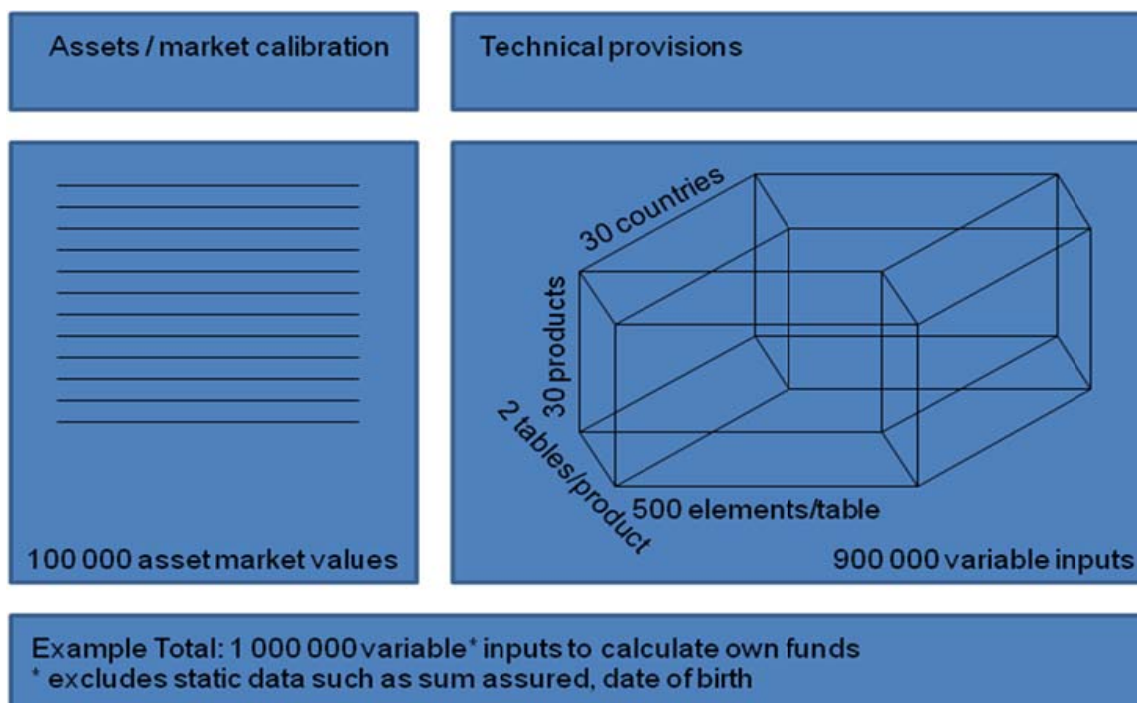 Assets / market calibration
Technical provisions
100 000 asset market values
30 countries
30 products
2 tables/product
500 elements/table
900 000 variable inputs
Example Total: 1 000 000 variable* inputs to calculate own funds
* excludes static data such as sum assured, date of birth